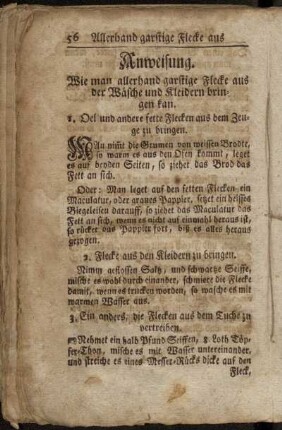 56 Allerhand garstige Flecke aus
Anweisung.
Wie man allerhand garstige Flecke aus
der Wäsche und Kleidern brin-
gen kan.
1. Oel und andere fette Flecken aus dem Zeu-
ge zu bringen.
MAn nimt die Grumen von weissen Brodte,
so warm es aus den Ofen kommt, leget
es auf beyden Seiten, so ziehet das Brod das
Fett an sich.
Oder: Man leget auf den fetten Flecken ein
Maculatur, oder graues Pappier, setzt ein heisses
Biegeleisen darauff, so ziehet das Maculatur das
Fett an sich, wenn es nicht auf einmahl heraus ist,
so rücket das Pappier fort, biß es alles heraus
gezogen.
2. Flecke aus den Kleidern zu bringen.
Nimm gestossen Saltz, und schwartze Seiffe,
mische es wohl durch einander, schmiere die Flecke
damit, wenn es trucken worden, so wasche es mit
warmen Wasser aus.
3. Ein anders, die Flecken aus dem Tuche zu
vertreiben.
Nehmet ein halb Pfund Seiffen, 8. Loth Töp-
fer-Thon, mische es mit Wasser untereinander,
und streiche es eines Messer-Rücks dicke auf den
Fleck,